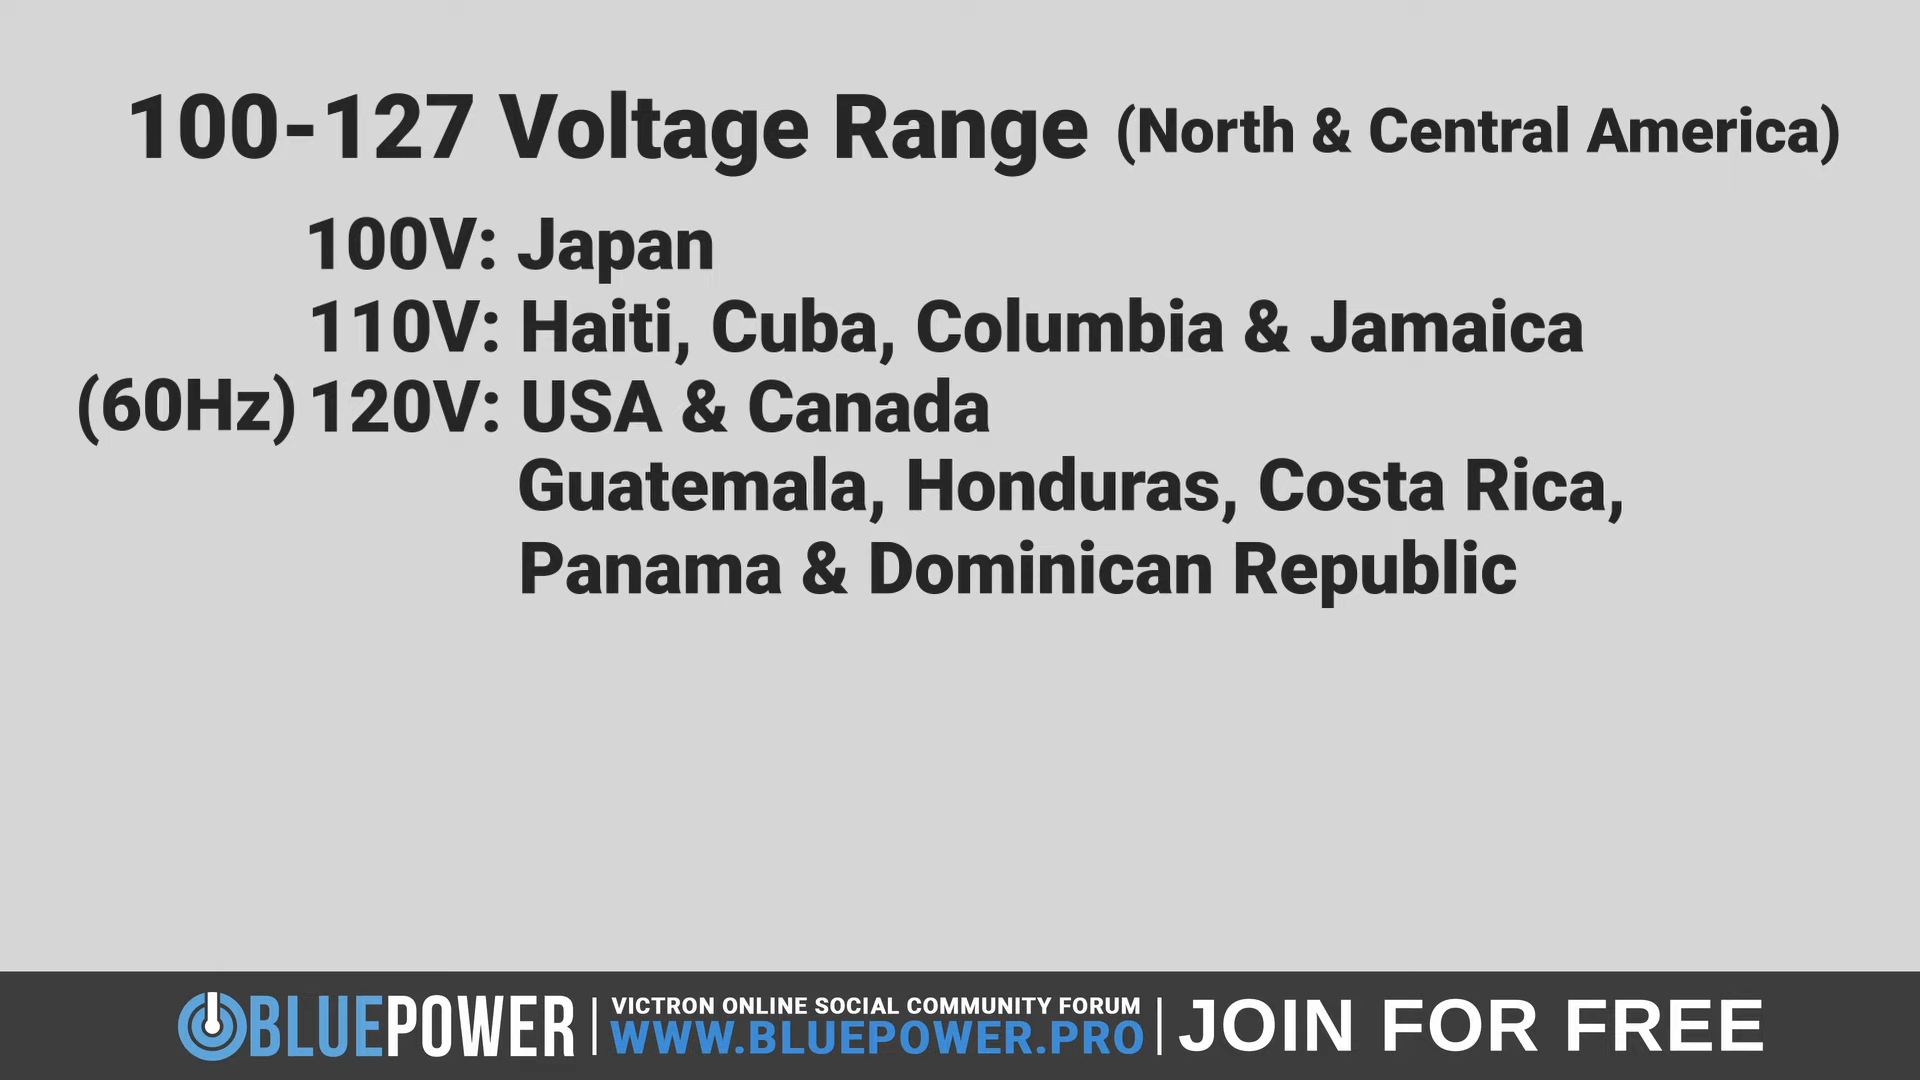 100-127 Voltage Range (North & Central America)
100V: Japan
110V: Haiti, Cuba, Columbia & Jamaica
(60Hz) 120V: USA & Canada
Guatemala, Honduras, Costa Rica,
Panama & Dominican Republic
BLUEPOWER
VICTRON ONLINE SOCIAL COMMUNITY FORUM
WWW.BLUEPOWER.PRO
JOIN FOR FREE